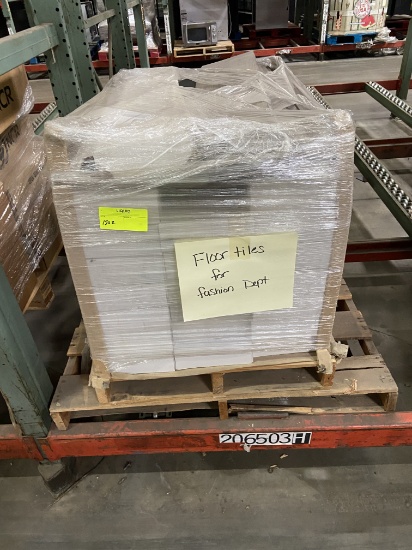 Floor tiles
for
fashion Dept
206503H